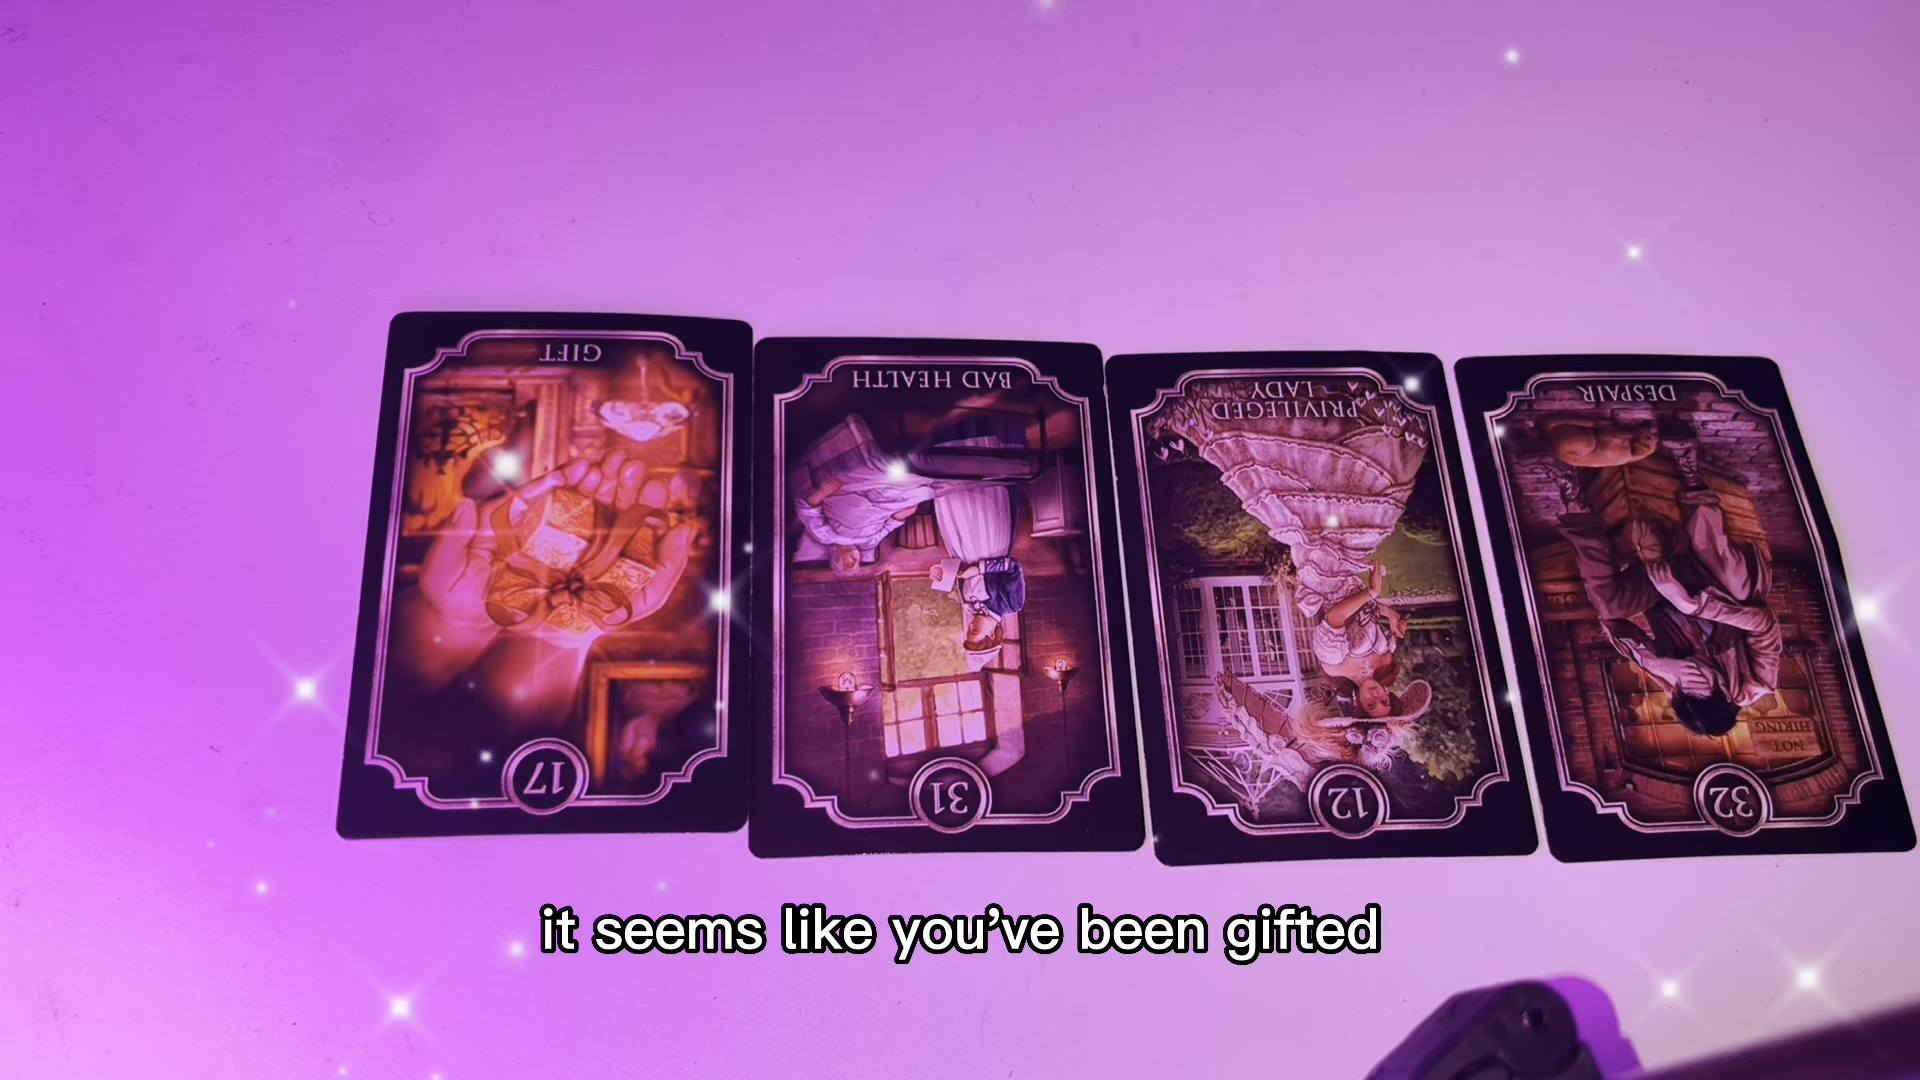 GIFT
17
BAD HEALTH
31
PRIVILEGED
LADY
12
DESPAIR
NOT
HIRING
32
it seems like you've been gifted